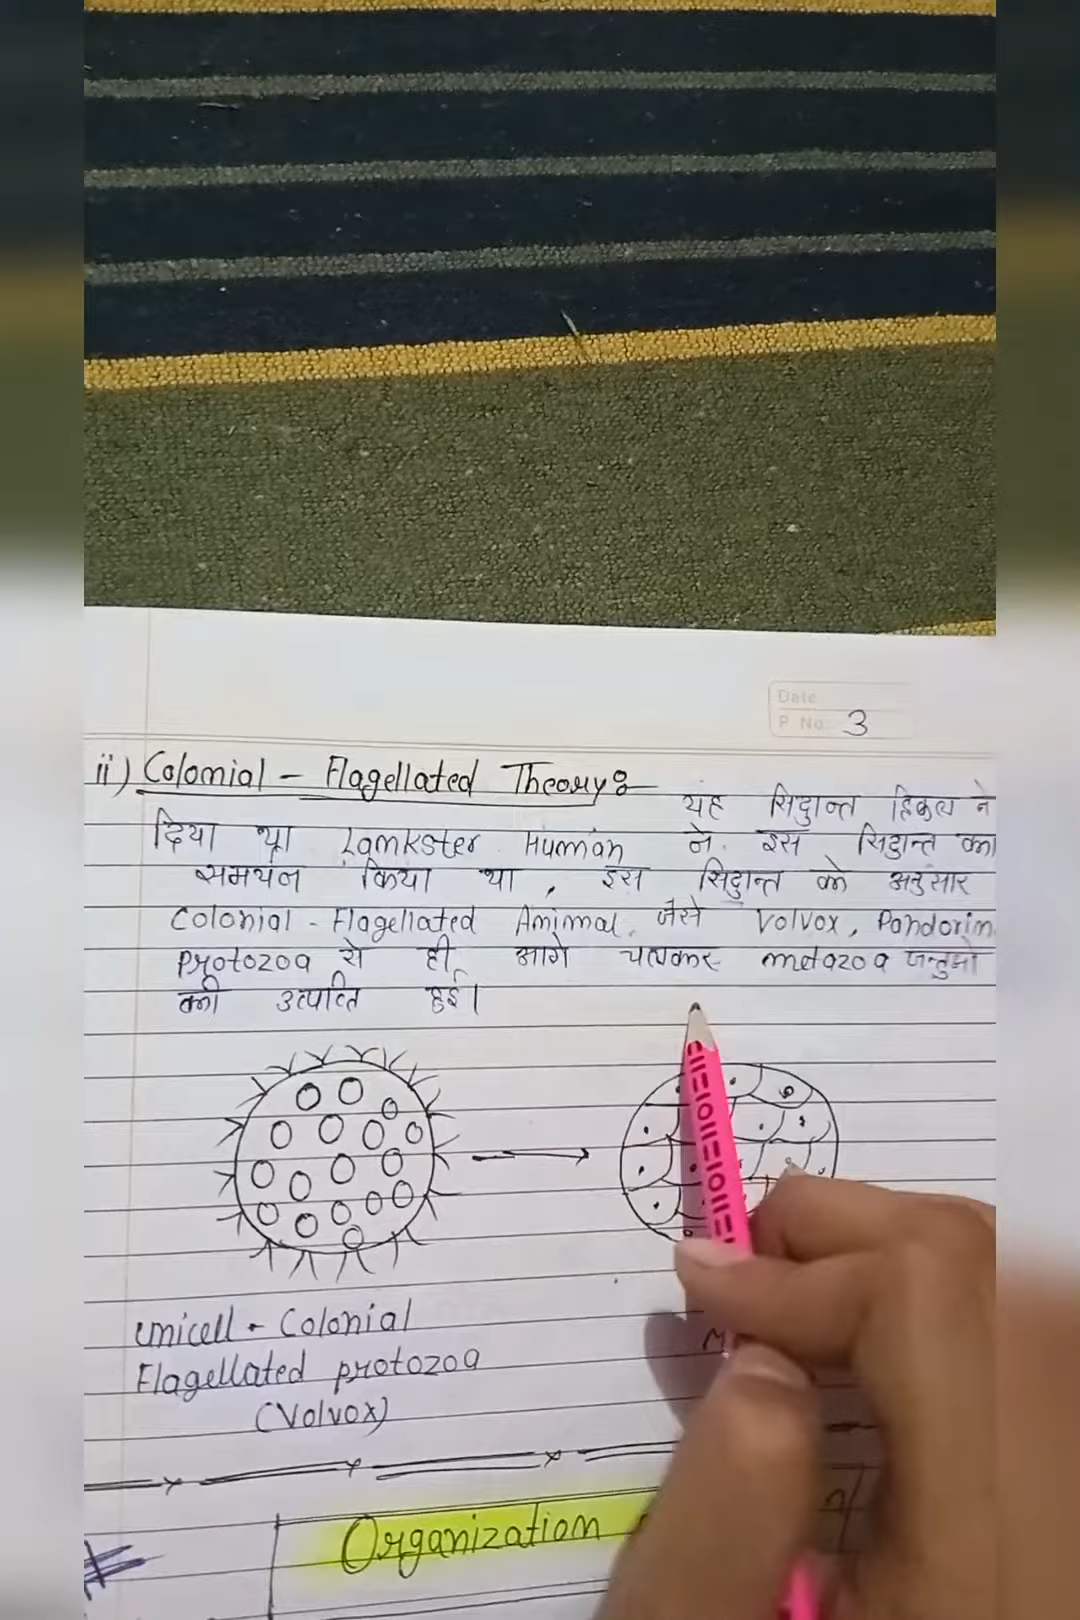 Date
P. No. 3
ii) Colonial - Flagellated Theory:- यह सिद्धान्त हिकल ने
दिया था Lamkster Human ने इस सिद्धान्त का
समर्थन किया था, इस सिद्धान्त के अनुसार
Colonial - Flagellated Animal जैसे Volvox, Pandorin
Protozoa से ही आगे चलकर metazoa जन्तुओ
की उत्पत्ति हुई।
Unicell - Colonial
Flagellated protozoa
(Volvox)
Organization